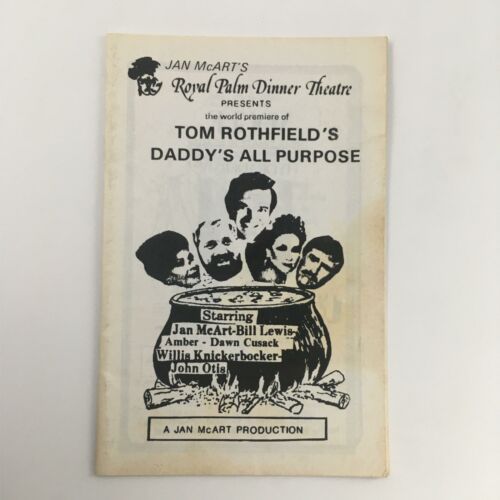 JAN McART'S
Royal Palm Dinner Theatre
PRESENTS
the world premiere of
TOM ROTHFIELD'S
DADDY'S ALL PURPOSE
Starring
Jan McArt-Bill Lewis-
Amber - Dawn Cusack
Willis Knickerbocker-
John Otis
A JAN McART PRODUCTION